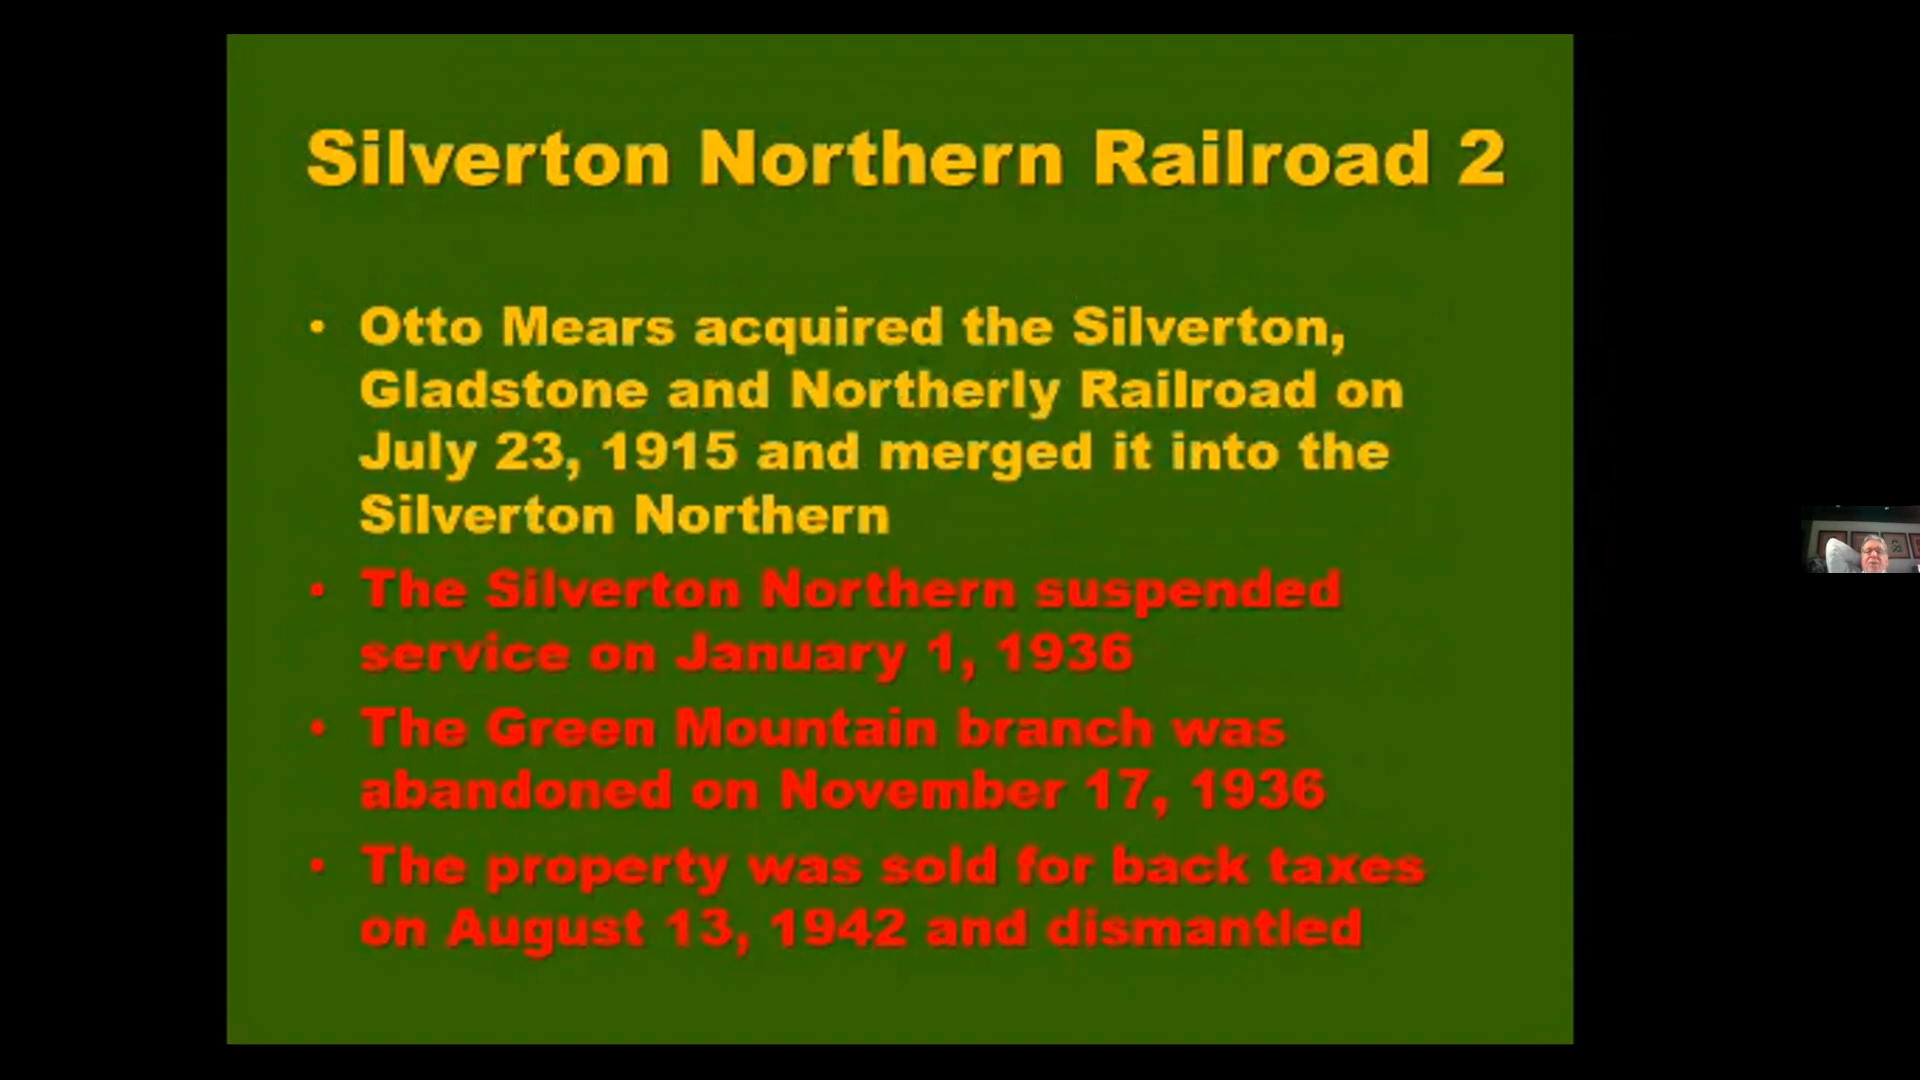 Silverton Northern Railroad 2
• Otto Mears acquired the Silverton,
Gladstone and Northerly Railroad on
July 23, 1915 and merged it into the
Silverton Northern
• The Silverton Northern suspended
service on January 1, 1936
• The Green Mountain branch was
abandoned on November 17, 1936
• The property was sold for back taxes
on August 13, 1942 and dismantled